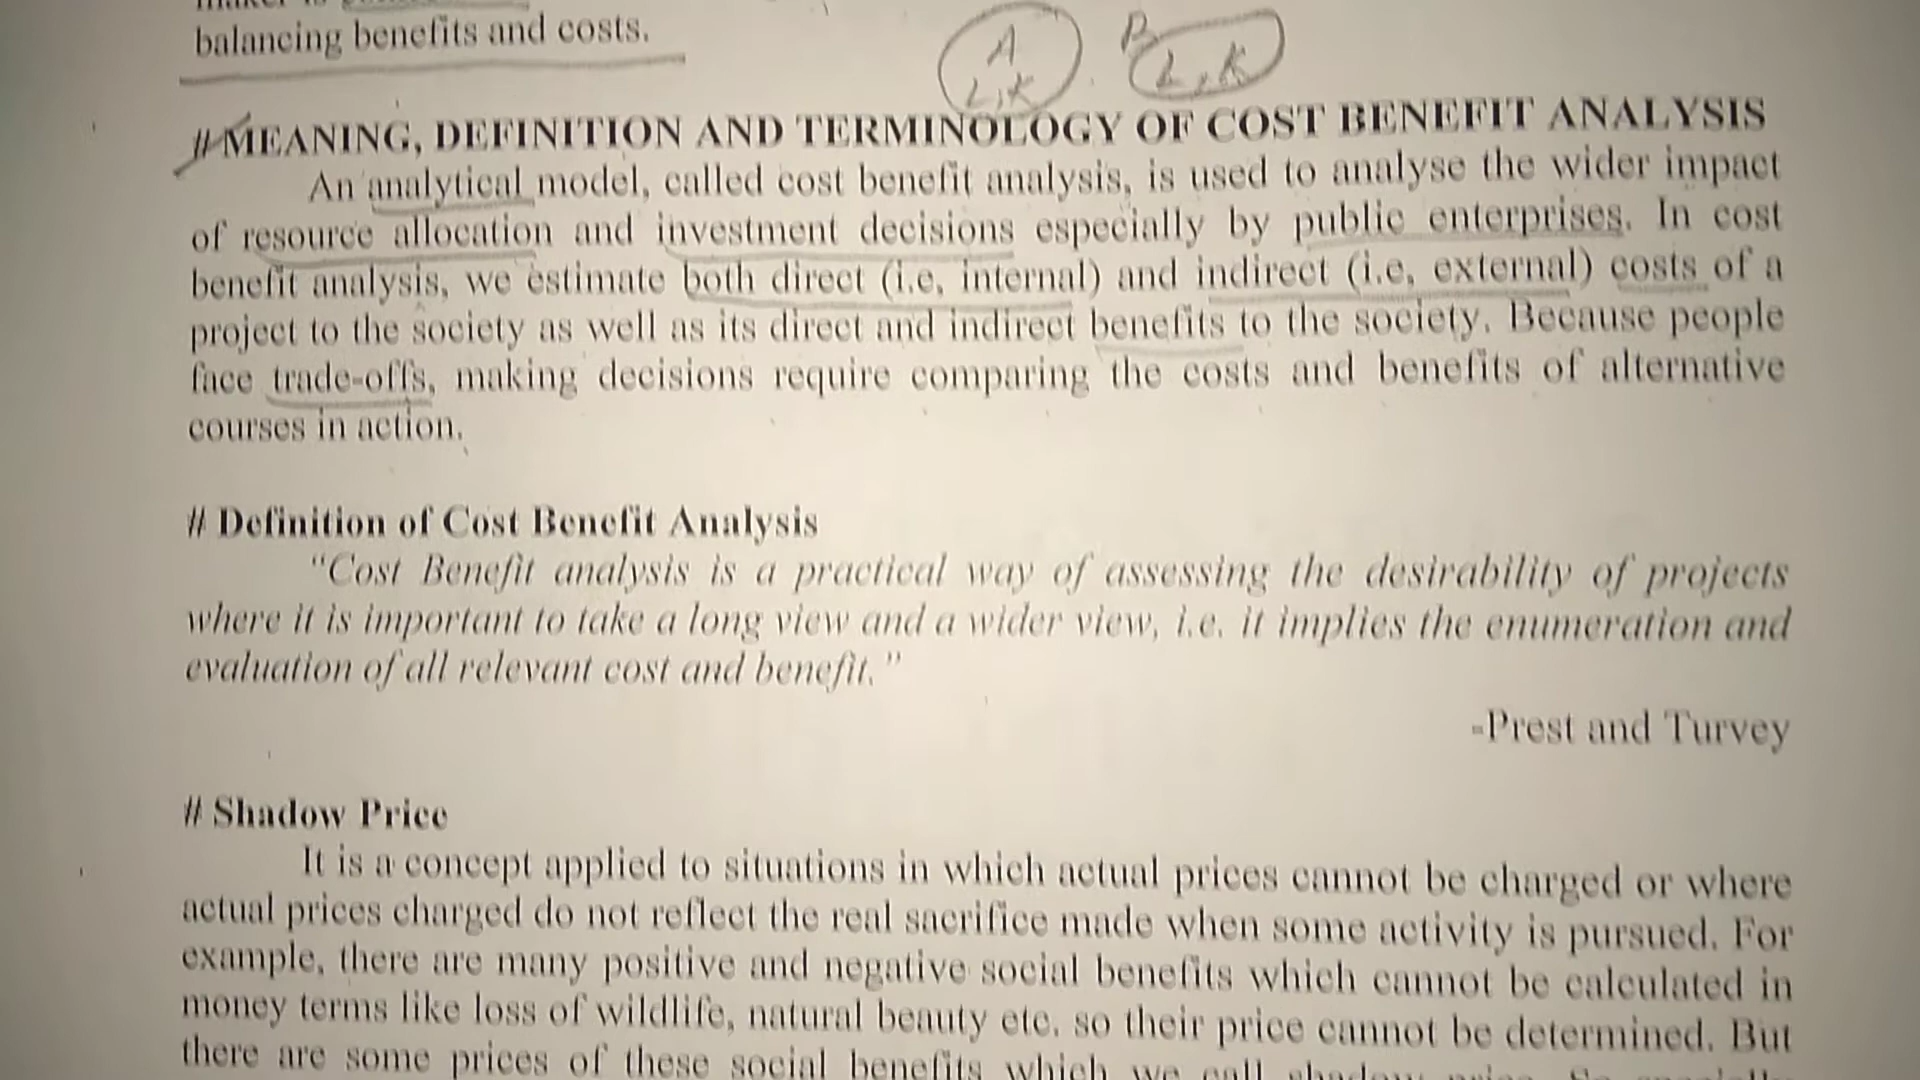 balancing benefits and costs.
A
L,K
B
L,K
# MEANING, DEFINITION AND TERMINOLOGY OF COST BENEFIT ANALYSIS
An analytical model, called cost benefit analysis, is used to analyse the wider impact
of resource allocation and investment decisions especially by public enterprises. In cost
benefit analysis, we estimate both direct (i.e, internal) and indirect (i.e, external) costs of a
project to the society as well as its direct and indirect benefits to the society. Because people
face trade-offs, making decisions require comparing the costs and benefits of alternative
courses in action.
# Definition of Cost Benefit Analysis
"Cost Benefit analysis is a practical way of assessing the desirability of projects
where it is important to take a long view and a wider view, i.e. it implies the enumeration and
evaluation of all relevant cost and benefit."
-Prest and Turvey
# Shadow Price
It is a concept applied to situations in which actual prices cannot be charged or where
actual prices charged do not reflect the real sacrifice made when some activity is pursued. For
example, there are many positive and negative social benefits which cannot be calculated in
money terms like loss of wildlife, natural beauty etc. so their price cannot be determined. But
there are some prices of these social benefits which we call shadow price. So